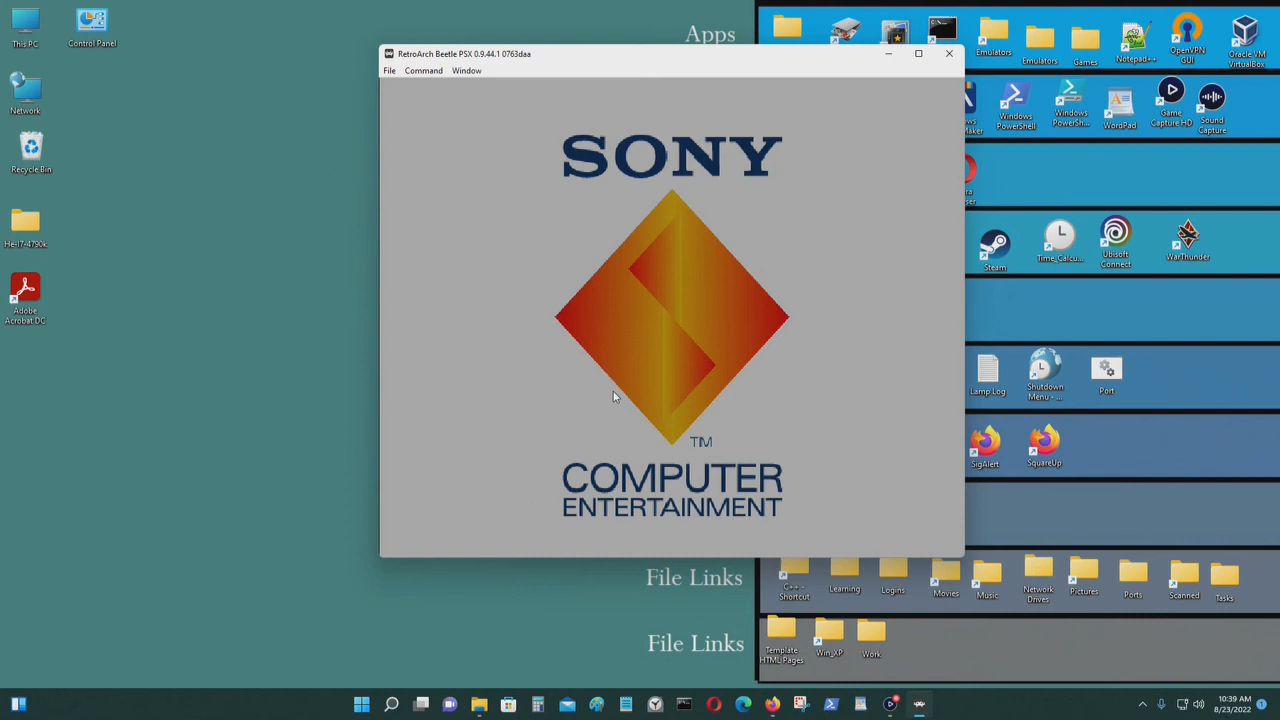 This PC
Control Panel
Network
Recycle Bin
He-I7-4790k
Adobe
Acrobat DC
Apps
RetroArch Beetle PSX 0.9.44.1 0763daa
File Command Window
SONY
TM
COMPUTER
ENTERTAINMENT
Emulators
Emulators
Games
Notepad++
OpenVPN
GUI
Oracle VM
VirtualBox
Maker
Windows
PowerShell
Windows
PowerSh...
WordPad
Game
Capture HD
Sound
Capture
Steam
Time_Calcu...
Ubisoft
Connect
WarThunder
Lamp Log
Shutdown
Menu - ...
Port
SigAlert
SquareUp
File Links
C++ -
Shortcut
Learning
Logins
Movies
Music
Network
Drives
Pictures
Ports
Scanned
Tasks
File Links
Template
HTML Pages
Win_XP
Work
10:39 AM
8/23/2022